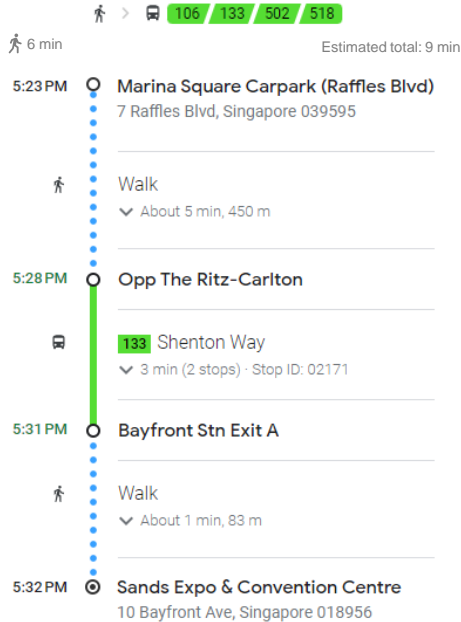 106 133 502 518
6 min
Estimated total: 9 min
5:23 PM Marina Square Carpark (Raffles Blvd)
7 Raffles Blvd, Singapore 039595
Walk
About 5 min, 450 m
5:28 PM Opp The Ritz-Carlton
133 Shenton Way
3 min (2 stops) · Stop ID: 02171
5:31 PM Bayfront Stn Exit A
Walk
About 1 min, 83 m
5:32 PM Sands Expo & Convention Centre
10 Bayfront Ave, Singapore 018956